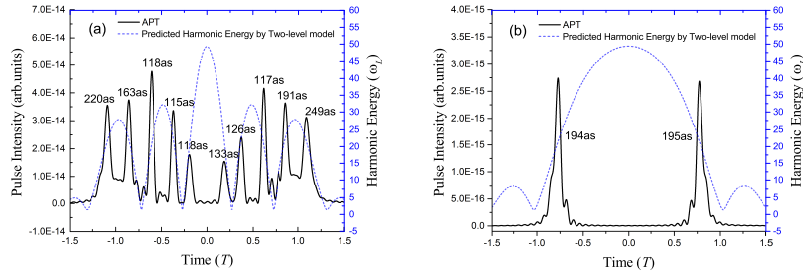 (a)
APT
Predicted Harmonic Energy by Two-level model
7.0E-14
6.0E-14
5.0E-14
4.0E-14
3.0E-14
2.0E-14
1.0E-14
0.0
-1.0E-14
Pulse Intensity (arb.units)
220as
163as
118as
115as
118as
133as
126as
117as
191as
249as
60
55
50
45
40
35
30
25
20
15
10
5
0
-5
Harmonic Energy (ω_L)
-1.5 -1.0 -0.5 0.0 0.5 1.0 1.5
Time (T)
(b)
APT
Predicted Harmonic Energy by Two-level model
4.0E-15
3.5E-15
3.0E-15
2.5E-15
2.0E-15
1.5E-15
1.0E-15
5.0E-16
0.0
Pulse Intensity (arb.units)
194as
195as
60
55
50
45
40
35
30
25
20
15
10
5
0
-5
Harmonic Energy (ω_L)
-1.5 -1.0 -0.5 0.0 0.5 1.0 1.5
Time (T)